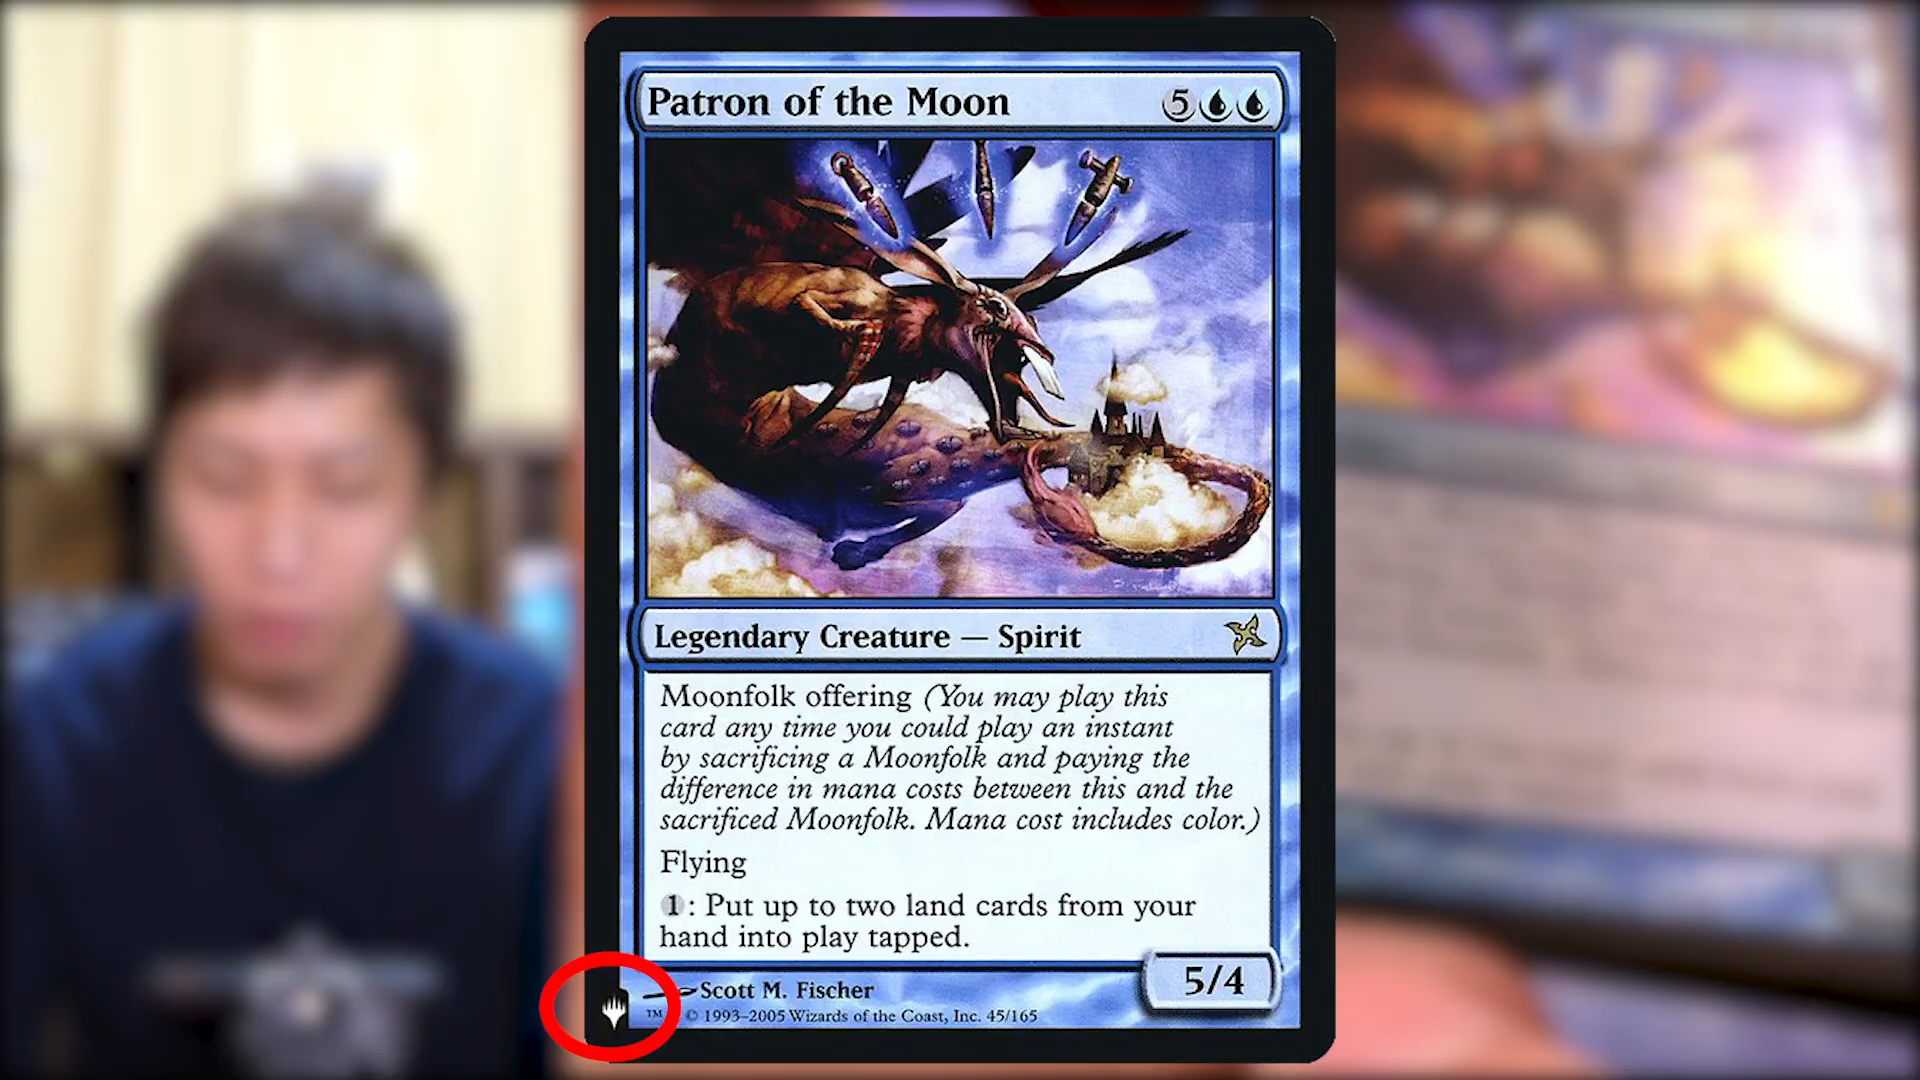 Patron of the Moon 5
Legendary Creature — Spirit
Moonfolk offering (You may play this
card any time you could play an instant
by sacrificing a Moonfolk and paying the
difference in mana costs between this and the
sacrificed Moonfolk. Mana cost includes color.)
Flying
1: Put up to two land cards from your
hand into play tapped.
5/4
Scott M. Fischer
™ © 1993–2005 Wizards of the Coast, Inc. 45/165